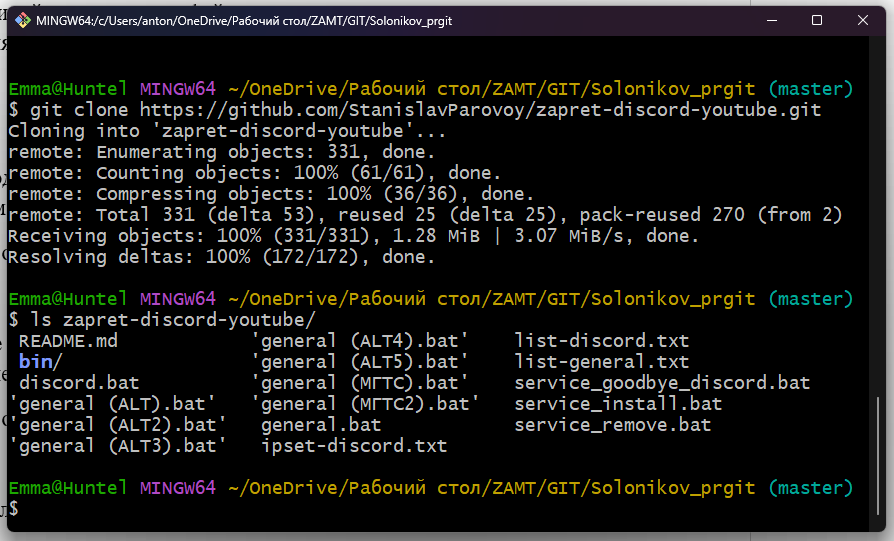 MINGW64:/c/Users/anton/OneDrive/Рабочий стол/ZAMT/GIT/Solonikov_prgit
Emma@Huntel MINGW64 ~/OneDrive/Рабочий стол/ZAMT/GIT/Solonikov_prgit (master)
$ git clone https://github.com/StanislavParovoy/zapret-discord-youtube.git
Cloning into 'zapret-discord-youtube'...
remote: Enumerating objects: 331, done.
remote: Counting objects: 100% (61/61), done.
remote: Compressing objects: 100% (36/36), done.
remote: Total 331 (delta 53), reused 25 (delta 25), pack-reused 270 (from 2)
Receiving objects: 100% (331/331), 1.28 MiB | 3.07 MiB/s, done.
Resolving deltas: 100% (172/172), done.
Emma@Huntel MINGW64 ~/OneDrive/Рабочий стол/ZAMT/GIT/Solonikov_prgit (master)
$ ls zapret-discord-youtube/
README.md 'general (ALT4).bat' list-discord.txt
bin/ 'general (ALT5).bat' list-general.txt
discord.bat 'general (МГТС).bat' service_goodbye_discord.bat
'general (ALT).bat' 'general (МГТС2).bat' service_install.bat
'general (ALT2).bat' general.bat service_remove.bat
'general (ALT3).bat' ipset-discord.txt
Emma@Huntel MINGW64 ~/OneDrive/Рабочий стол/ZAMT/GIT/Solonikov_prgit (master)
$